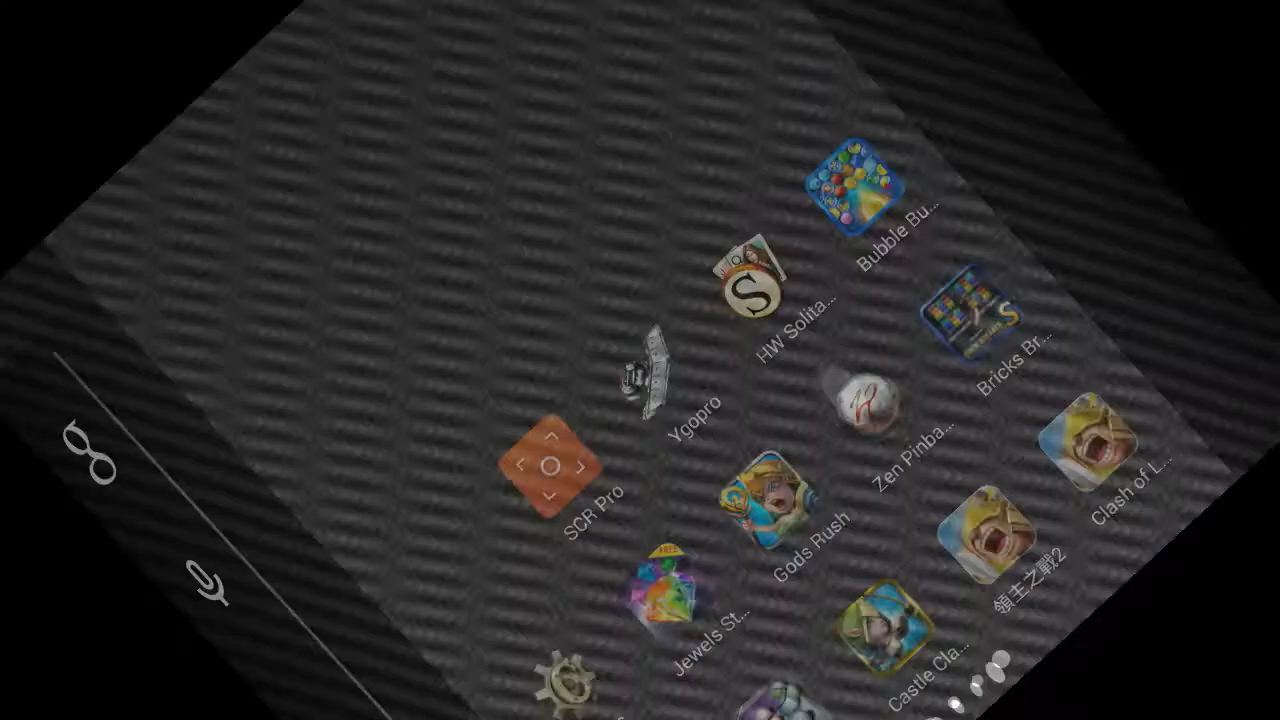 Bubble Bu...
HW Solita...
Bricks Br...
Ygopro
Zen Pinba...
Clash of L...
SCR Pro
Gods Rush
領主之戰2
Jewels St...
Castle Cla...
FREE